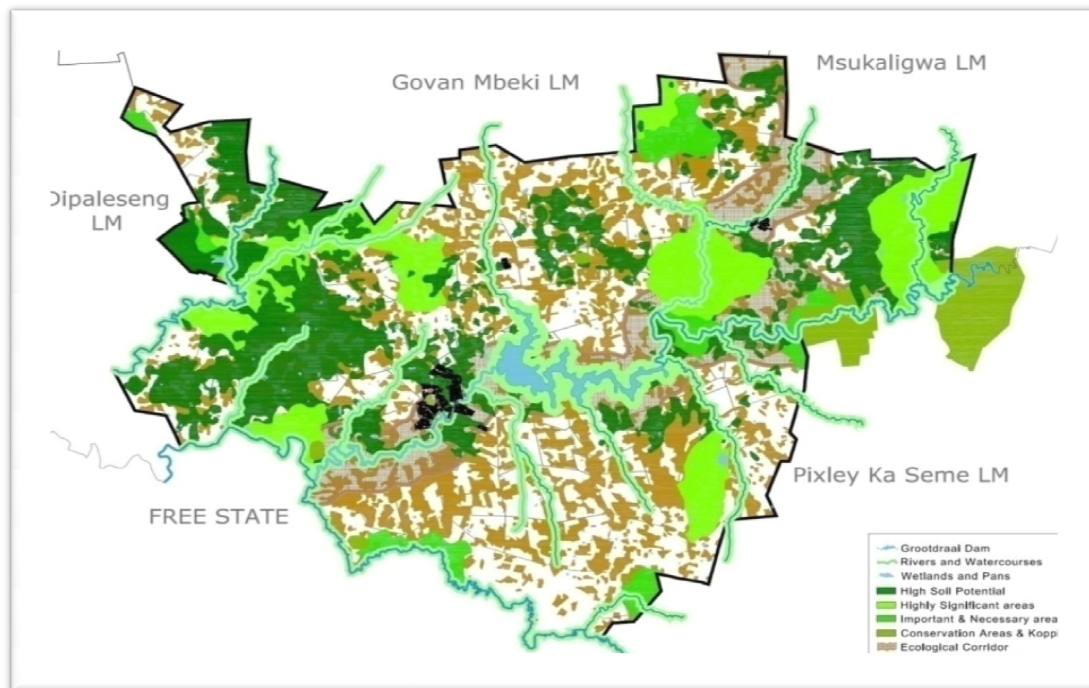 Msukaligwa LM
Govan Mbeki LM
Dipaleseng
LM
Pixley Ka Seme LM
FREE STATE
Grootdraal Dam
Rivers and Watercourses
Wetlands and Pans
High Soil Potential
Highly Significant areas
Important & Necessary area
Conservation Areas & Koppi
Ecological Corridor